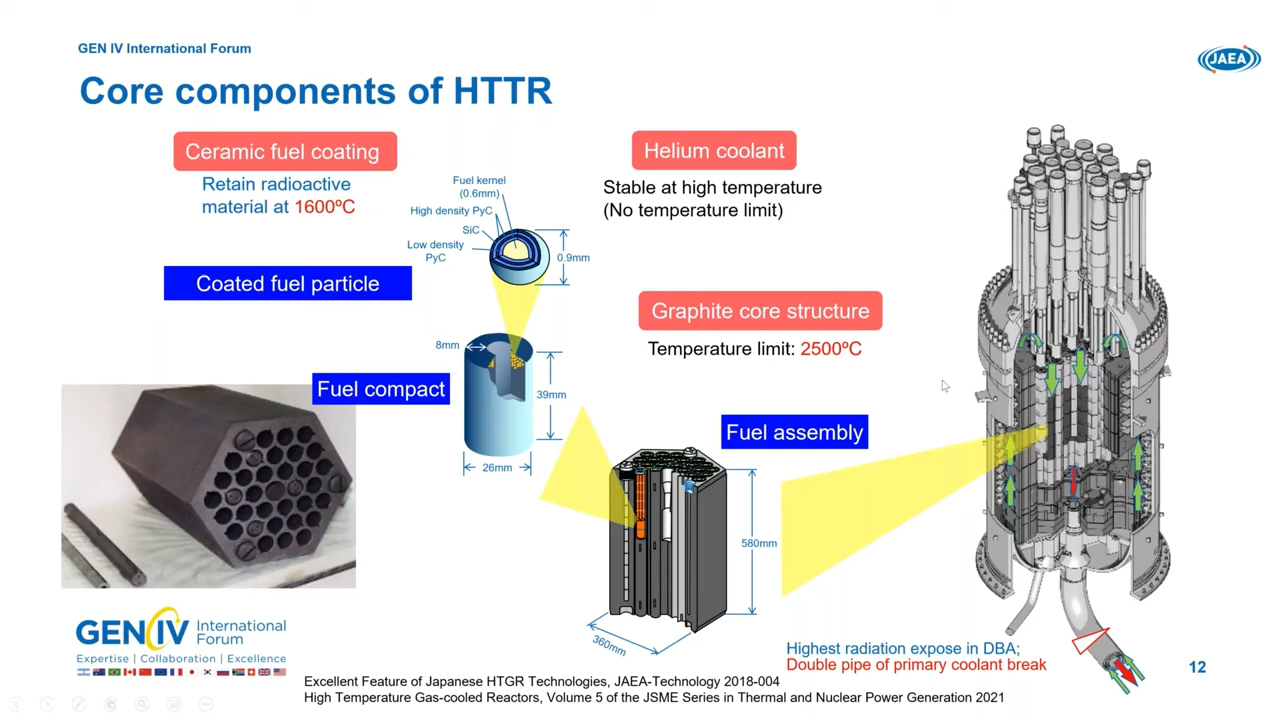 GEN IV International Forum
JAEA
Core components of HTTR
Ceramic fuel coating
Retain radioactive
material at 1600ºC
Coated fuel particle
Fuel kernel
(0.6mm)
High density PyC
SiC
Low density
PyC
0.9mm
Helium coolant
Stable at high temperature
(No temperature limit)
Graphite core structure
Temperature limit: 2500ºC
Fuel compact
8mm
39mm
26mm
Fuel assembly
580mm
360mm
GENIV International
Forum
Expertise | Collaboration | Excellence
Highest radiation expose in DBA;
Double pipe of primary coolant break
12
Excellent Feature of Japanese HTGR Technologies, JAEA-Technology 2018-004
High Temperature Gas-cooled Reactors, Volume 5 of the JSME Series in Thermal and Nuclear Power Generation 2021